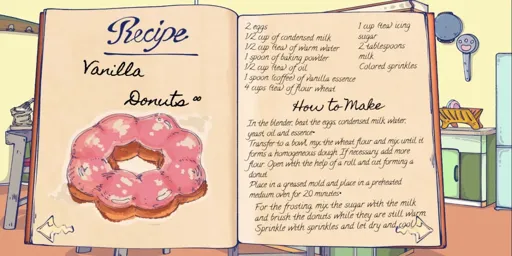 Recipe
Vanilla
Donuts
2 eggs
1/2 cup of condensed milk
1/2 cup (tea) of warm water
1 spoon of baking powder
1/2 cup (tea) of oil
1 spoon (coffee) of vanilla essence
4 cups (tea) of flour wheat
1 cup (tea) icing
sugar
2 tablespoons
milk
Colored sprinkles
How to Make
In the blender, beat the eggs, condensed milk, water,
yeast, oil and essence.
Transfer to a bowl, mix the wheat flour and mix until it
forms a homogeneous dough. If necessary, add more
flour. Open with the help of a roll and cut, forming a
donut.
Place in a greased mold and place in a preheated
medium oven for 20 minutes.
For the frosting, mix the sugar with the milk
and brush the donuts while they are still warm.
Sprinkle with sprinkles and let dry and cool.